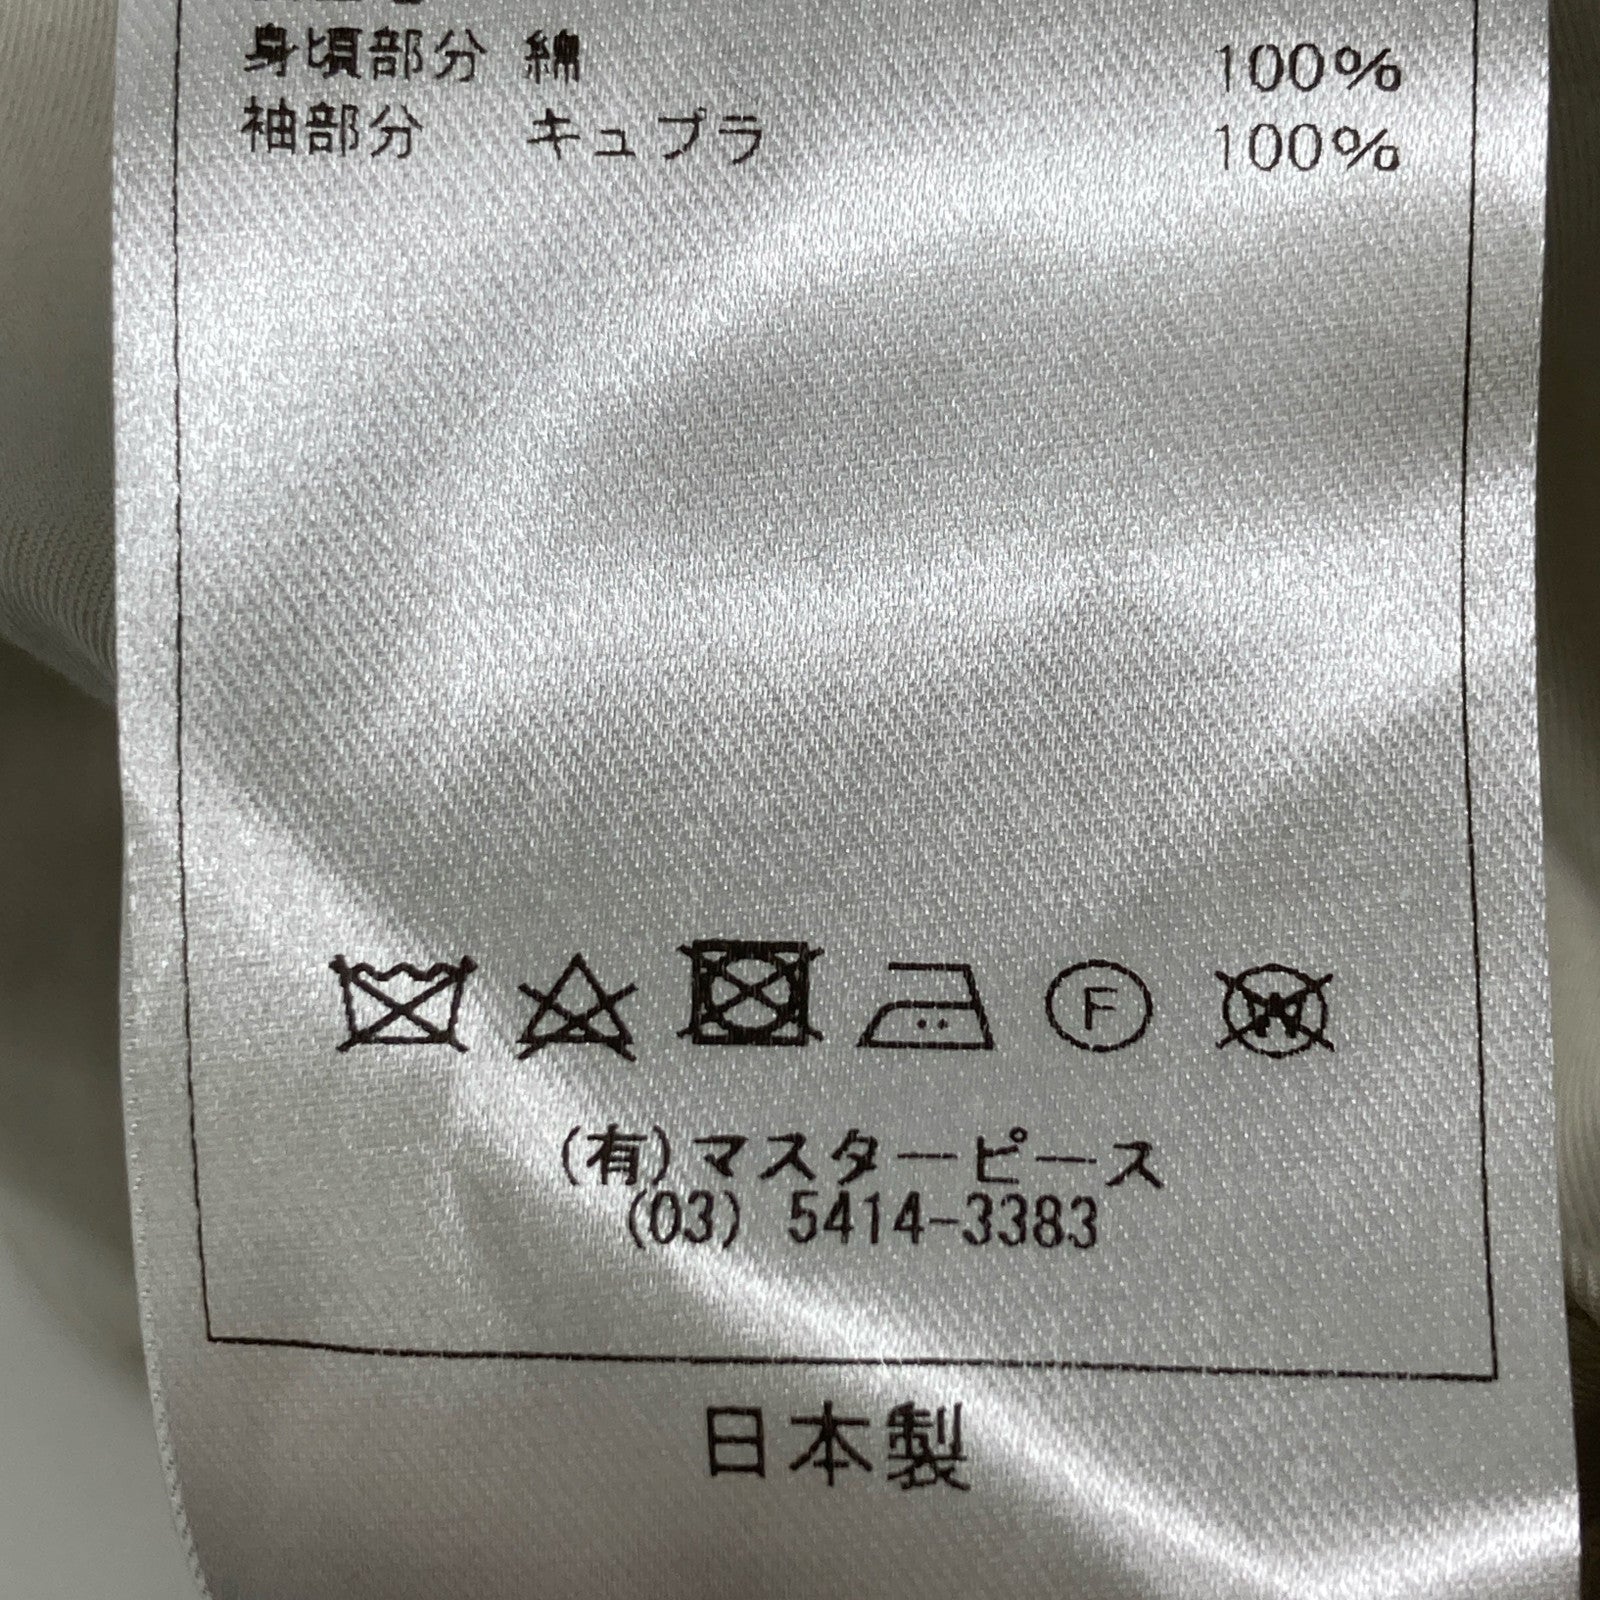 身頃部分 綿 100%
袖部分 キュプラ 100%
F
W
(有)マスターピース
(03) 5414-3383
日本製